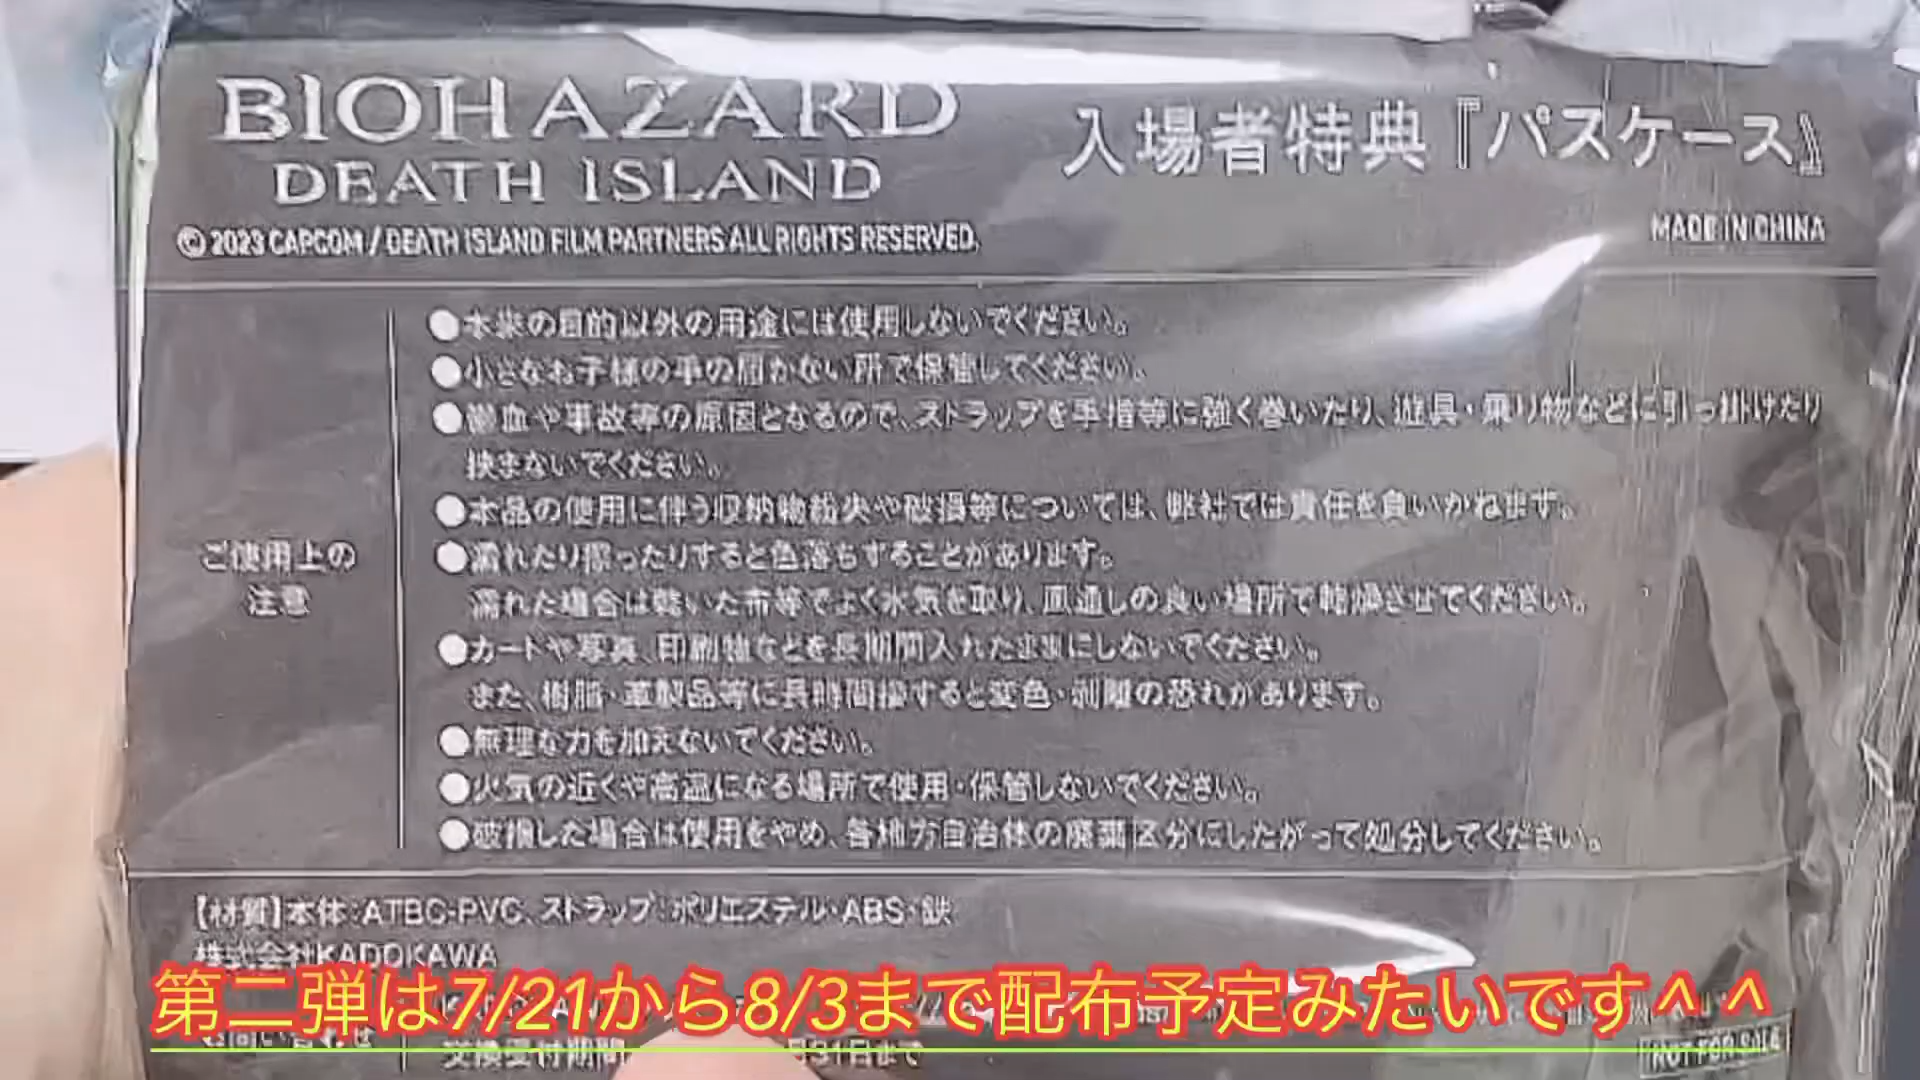 BIOHAZARD
DEATH ISLAND
入場者特典『パスケース』
© 2023 CAPCOM / DEATH ISLAND FILM PARTNERS ALL RIGHTS RESERVED.
MADE IN CHINA
ご使用上の
注意
●本来の目的以外の用途には使用しないでください。
●小さなお子様の手の届かない所で保管してください。
●鬱血や事故等の原因となるので、ストラップを手指等に強く巻いたり、遊具・乗り物などに引っ掛けたり
挟まないでください。
●本品の使用に伴う収納物紛失や破損等については、弊社では責任を負いかねます。
●濡れたり擦ったりすると色落ちすることがあります。
濡れた場合は乾いた布等でよく水気を取り、風通しの良い場所で乾燥させてください。
●カードや写真、印刷物などを長期間入れたままにしないでください。
また、樹脂・革製品等に長時間接すると変色・剥離の恐れがあります。
●無理な力を加えないでください。
●火気の近くや高温になる場所で使用・保管しないでください。
●破損した場合は使用をやめ、各地方自治体の廃棄区分にしたがって処分してください。
【材質】本体：ATBC-PVC、ストラップ：ポリエステル・ABS・鉄
株式会社KADOKAWA
第二弾は7/21から8/3まで配布予定みたいです^ ^
お問い合わせ
交換受付期間
月31日まで
NOT FOR SALE